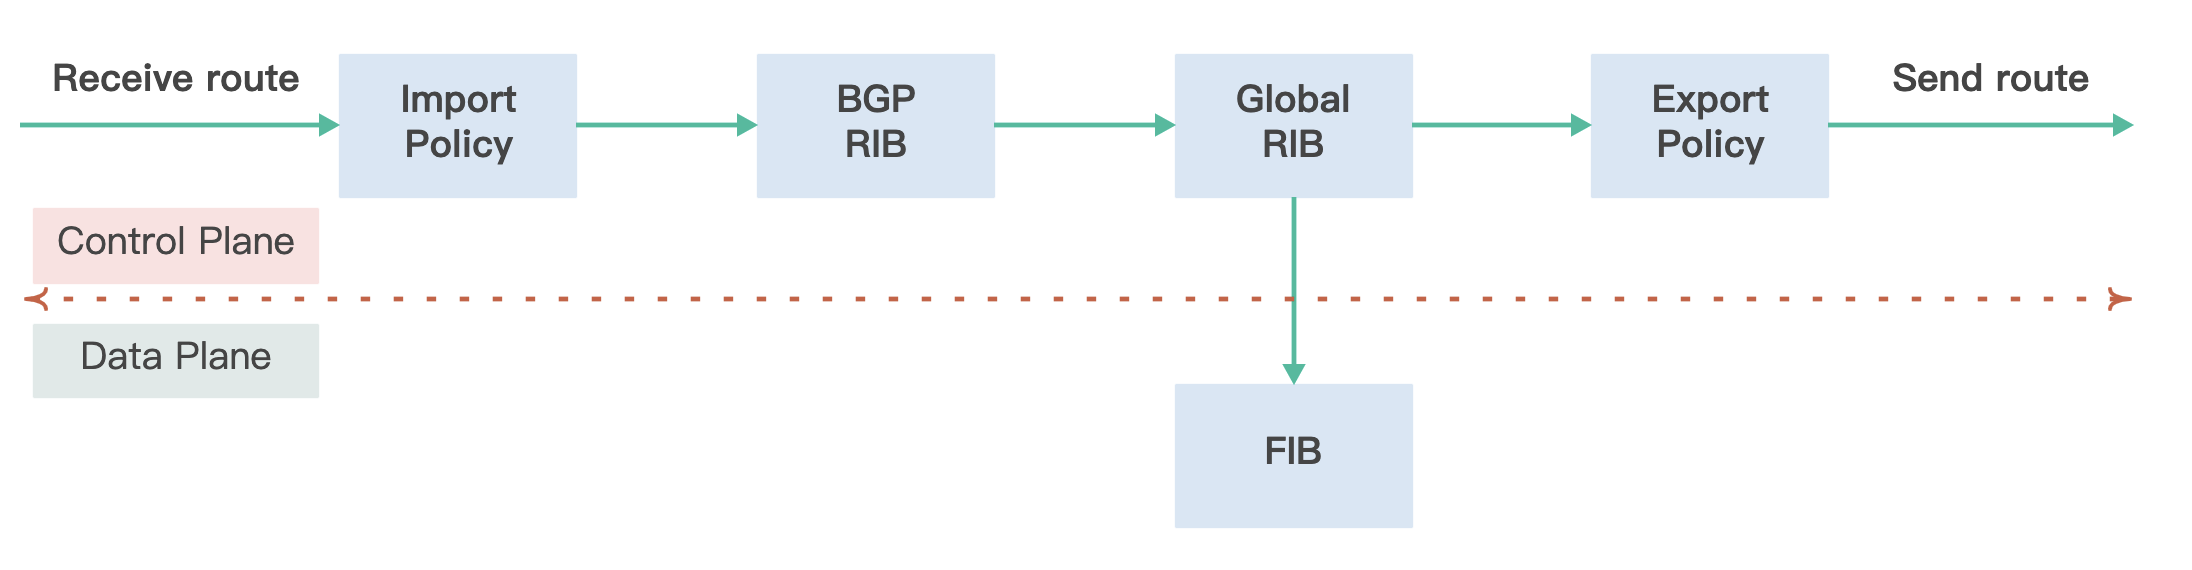 Receive route
Import
Policy
BGP
RIB
Global
RIB
Export
Policy
Send route
Control Plane
Data Plane
FIB